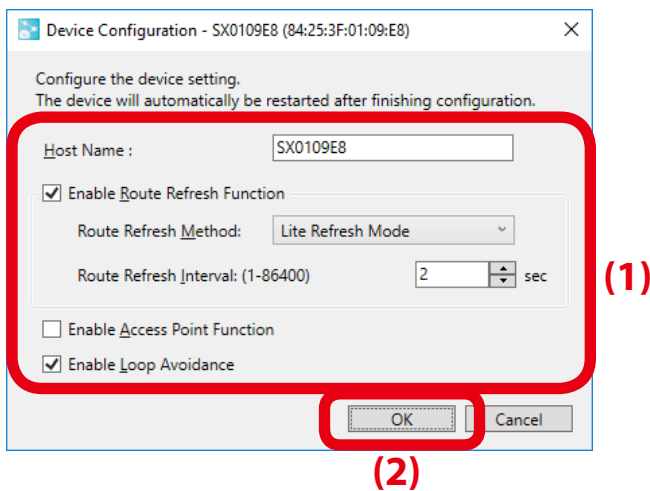 Device Configuration - SX0109E8 (84:25:3F:01:09:E8)
Configure the device setting.
The device will automatically be restarted after finishing configuration.
Host Name : SX0109E8
Enable Route Refresh Function
Route Refresh Method: Lite Refresh Mode
Route Refresh Interval: (1-86400) 2 sec
(1)
Enable Access Point Function
Enable Loop Avoidance
OK Cancel
(2)